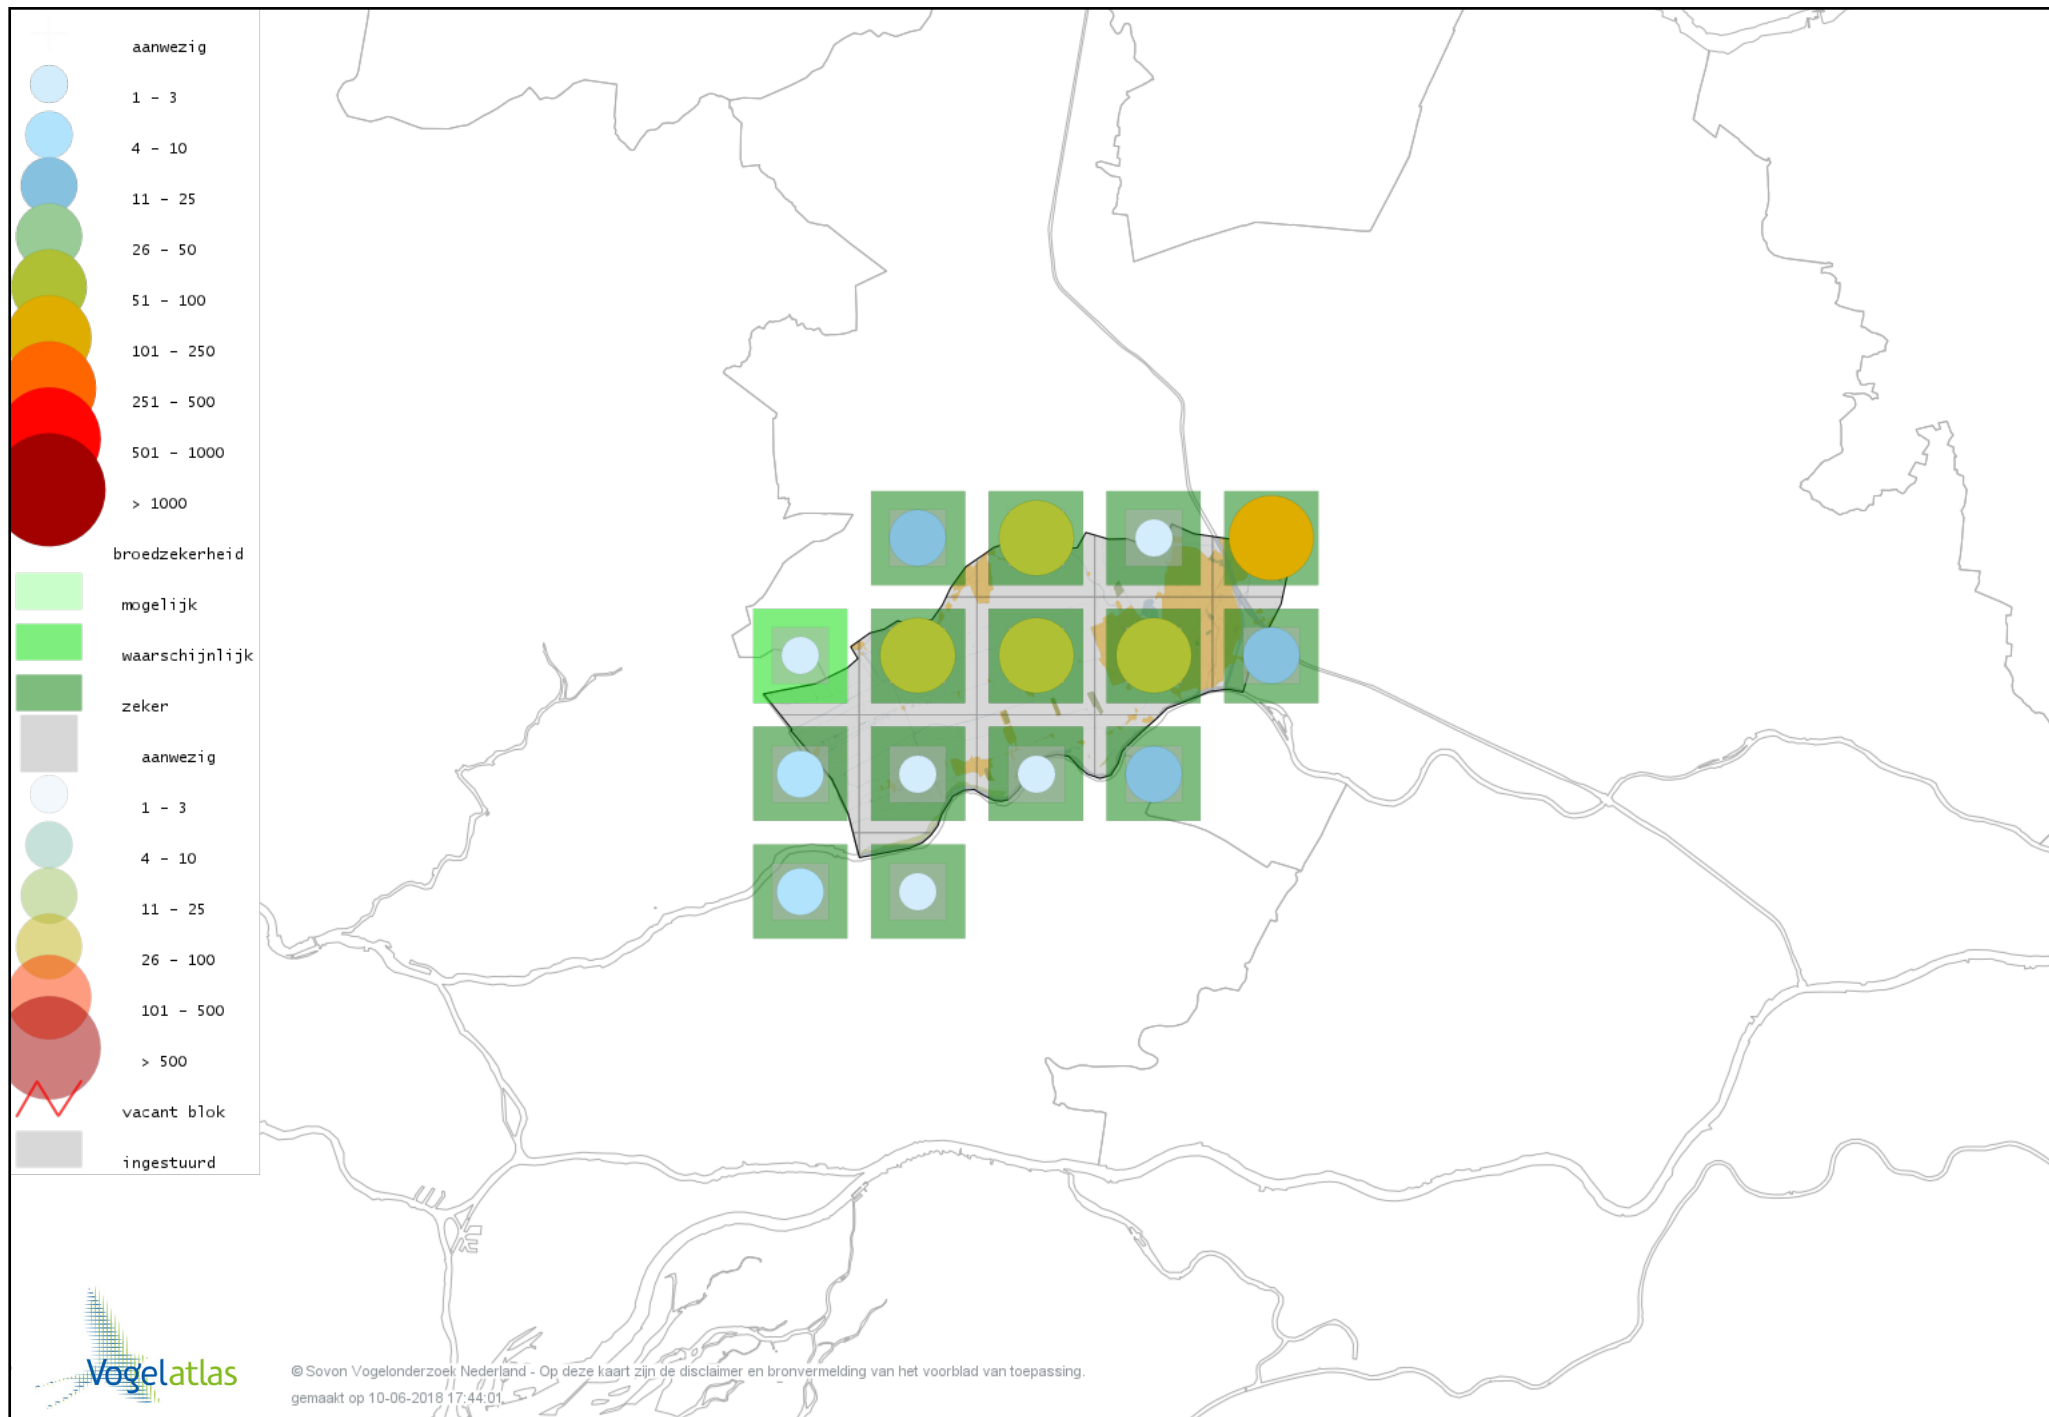 aanwezig
1 - 3
4 - 10
11 - 25
26 - 50
51 - 100
101 - 250
251 - 500
501 - 1000
> 1000
broedzekerheid
mogelijk
waarschijnlijk
zeker
aanwezig
1 - 3
4 - 10
11 - 25
26 - 100
101 - 500
> 500
vacant blok
ingestuurd
Vogelatlas
© Sovon Vogelonderzoek Nederland - Op deze kaart zijn de disclaimer en bronvermelding van het voorblad van toepassing.
gemaakt op 10-06-2018 17:44:01